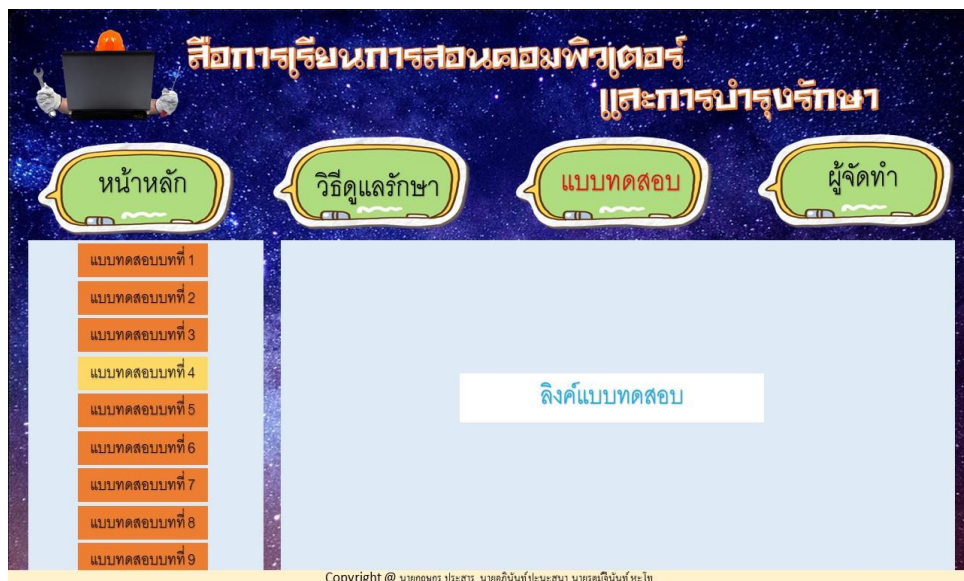 สื่อการเรียนการสอนคอมพิวเตอร์
และการบำรุงรักษา
หน้าหลัก
วิธีดูแลรักษา
แบบทดสอบ
ผู้จัดทำ
แบบทดสอบบทที่ 1
แบบทดสอบบทที่ 2
แบบทดสอบบทที่ 3
แบบทดสอบบทที่ 4
แบบทดสอบบทที่ 5
แบบทดสอบบทที่ 6
แบบทดสอบบทที่ 7
แบบทดสอบบทที่ 8
แบบทดสอบบทที่ 9
ลิงค์แบบทดสอบ
Copyright @